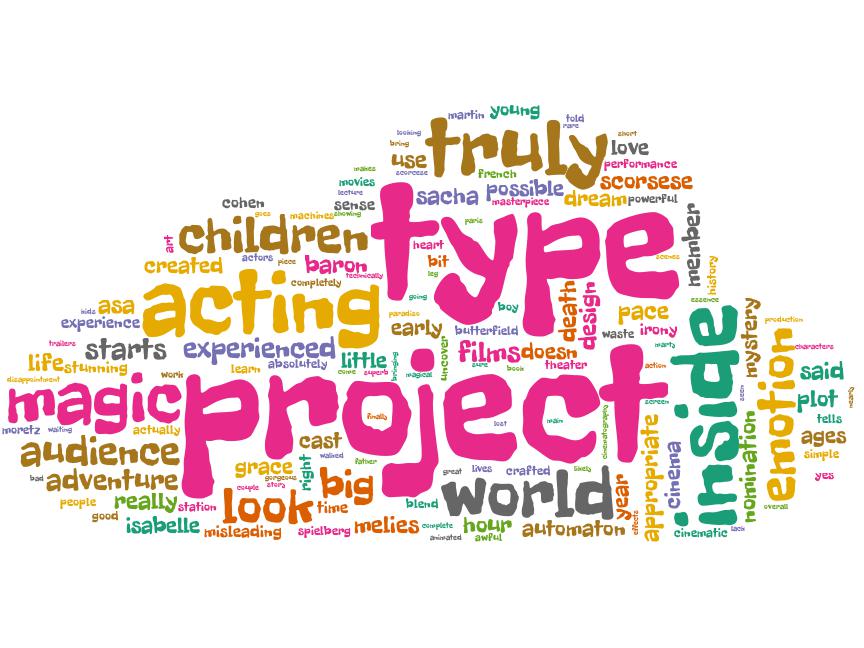 martin young told
looking rare short
bring truly love
use french performance
makes scorcese
movies sacha possible scorsese
lecture masterpiece dream powerful
cohen sense
goes machines showing paris
art children type member
actors heart scenes
created piece baron bit history
technically leg
completely going essence
kids asa acting paradise boy death design pace
experience early butterfield waste irony mystery production
trailers starts experienced uncover films doesn marty characters
life stunning work learn absolutely little bringing sure book theater action inside emotion said
disappointment come superb magical screen seen plot
magic project
moretz waiting actually finally lost main cinematography tells
audience cast appropriate cinema nomination ages
walked father great lives crafted likely simple
bad adventure grace right big world year yes
gorgeous
people really couple story
station look time blend overall
good isabelle misleading spielberg melies complete hour automaton effects cinematic lack
animated awful